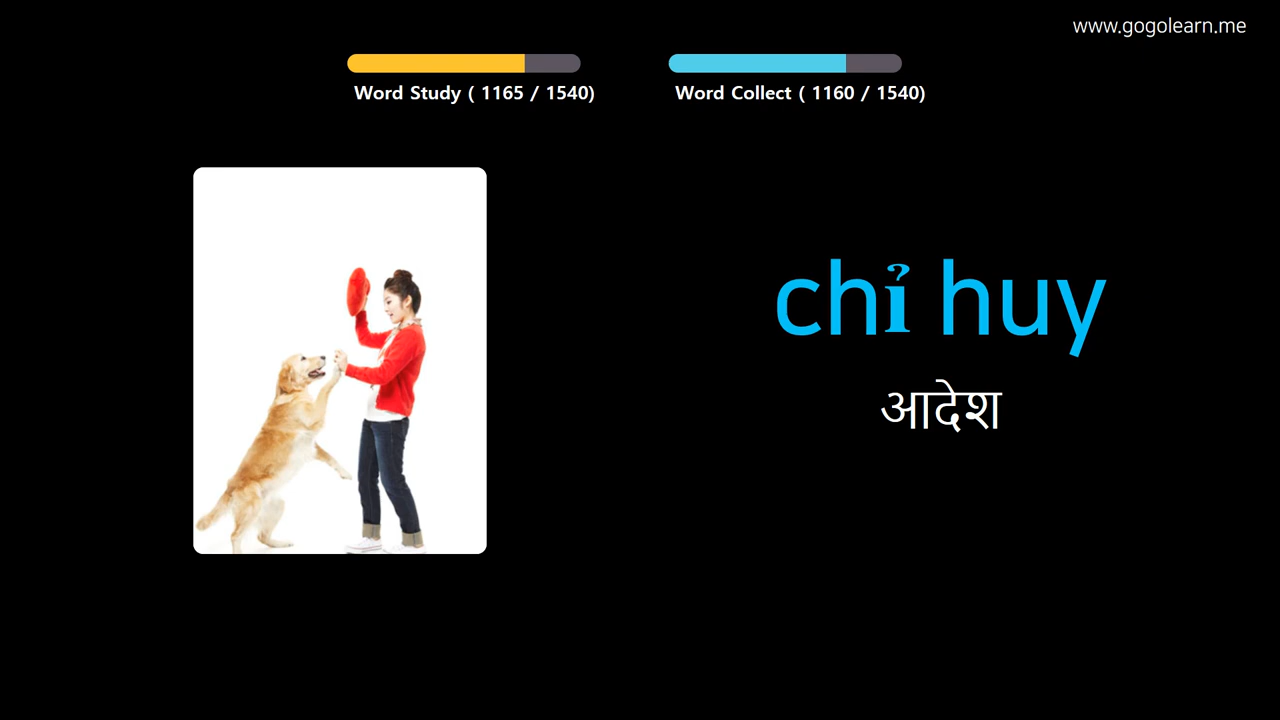 www.gogolearn.me
Word Study ( 1165 / 1540)
Word Collect ( 1160 / 1540)
chỉ huy
आदेश